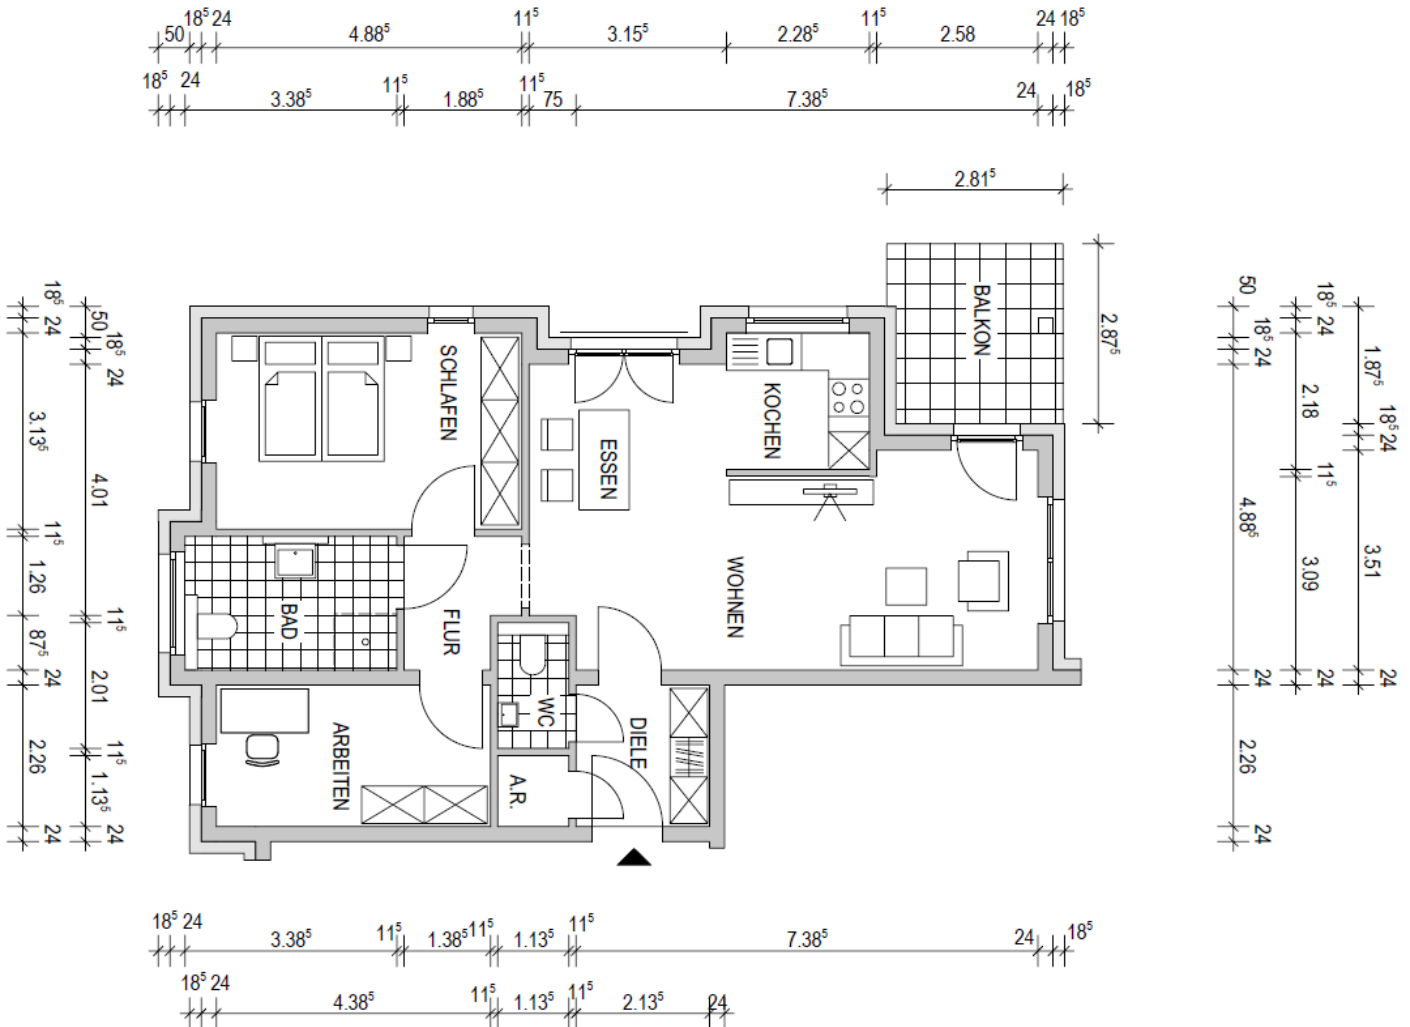 18⁵ 24 11⁵ 11⁵ 24 18⁵
50 4.88⁵ 3.15⁵ 2.28⁵ 2.58
18⁵ 24 11⁵ 11⁵ 24 18⁵
3.38⁵ 1.88⁵ 75 7.38⁵
2.81⁵
2.87⁵
BALKON
SCHLAFEN
KOCHEN
ESSEN
WOHNEN
BAD
FLUR
WC
DIELE
ARBEITEN
A.R.
18⁵ 24 3.13⁵ 11⁵ 1.26 87⁵ 24 2.26 24
50 18⁵ 24 4.01 11⁵ 2.01 11⁵ 1.13⁵ 24
50 18⁵ 24 4.88⁵ 24 2.26 24
18⁵ 24 2.18 11⁵ 3.09 24
1.87⁵ 18⁵ 24 3.51 24
18⁵ 24 11⁵ 11⁵ 11⁵ 24 18⁵
3.38⁵ 1.38⁵ 1.13⁵ 7.38⁵
18⁵ 24 11⁵ 11⁵ 24
4.38⁵ 1.13⁵ 2.13⁵